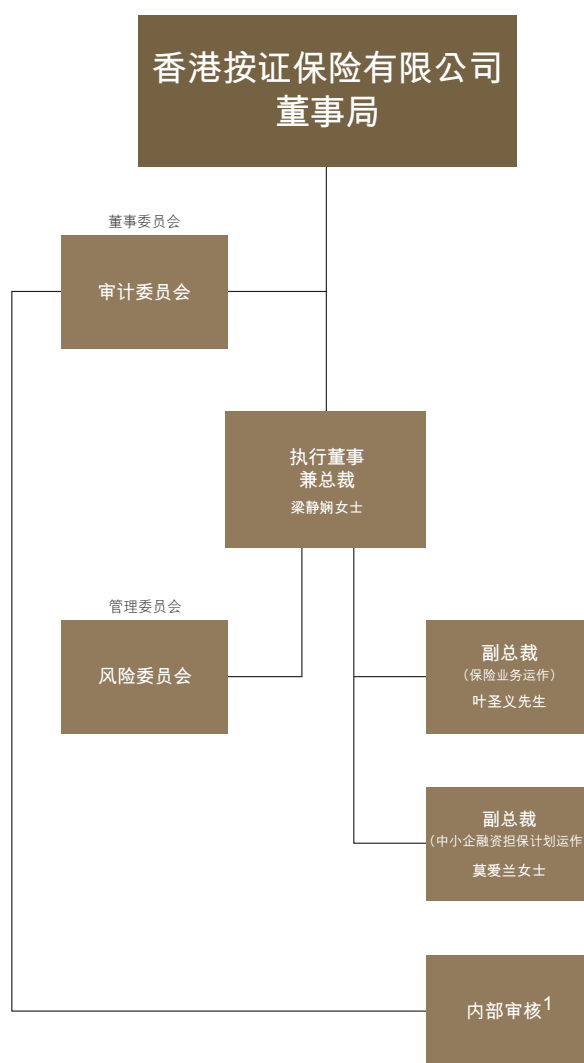 香港按证保险有限公司
董事局
董事委员会
审计委员会
执行董事
兼总裁
梁静娴女士
管理委员会
风险委员会
副总裁
（保险业务运作）
叶圣义先生
副总裁
（中小企融资担保计划运作
莫爱兰女士
内部审核1